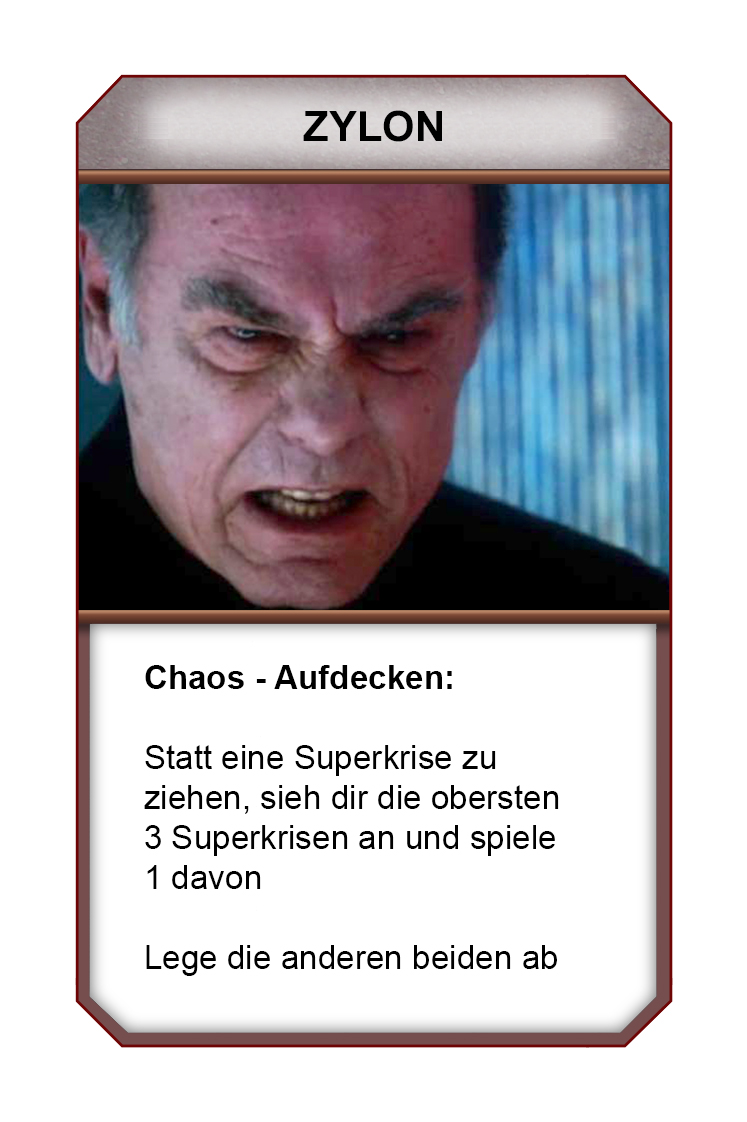 ZYLON
Chaos - Aufdecken:
Statt eine Superkrise zu
ziehen, sieh dir die obersten
3 Superkrisen an und spiele
1 davon
Lege die anderen beiden ab